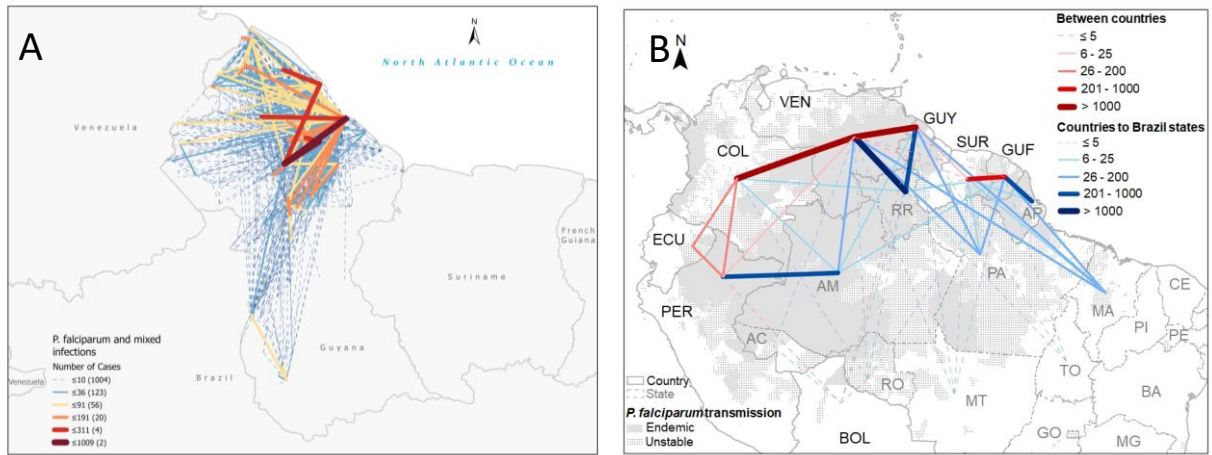 A
N
North Atlantic Ocean
Venezuela
French
Guiana
Suriname
Guyana
Brazil
Venezuela
P. falciparum and mixed
infections
Number of Cases
≤10 (1004)
≤36 (123)
≤91 (56)
≤191 (20)
≤311 (4)
≤1009 (2)
B
N
Between countries
≤ 5
6 - 25
26 - 200
201 - 1000
> 1000
Countries to Brazil states
≤ 5
6 - 25
26 - 200
201 - 1000
> 1000
VEN
GUY
SUR
GUF
COL
RR
AP
ECU
AM
PA
MA
CE
PI
PE
PER
AC
RO
TO
BA
MT
GO
MG
BOL
Country
State
P. falciparum transmission
Endemic
Unstable